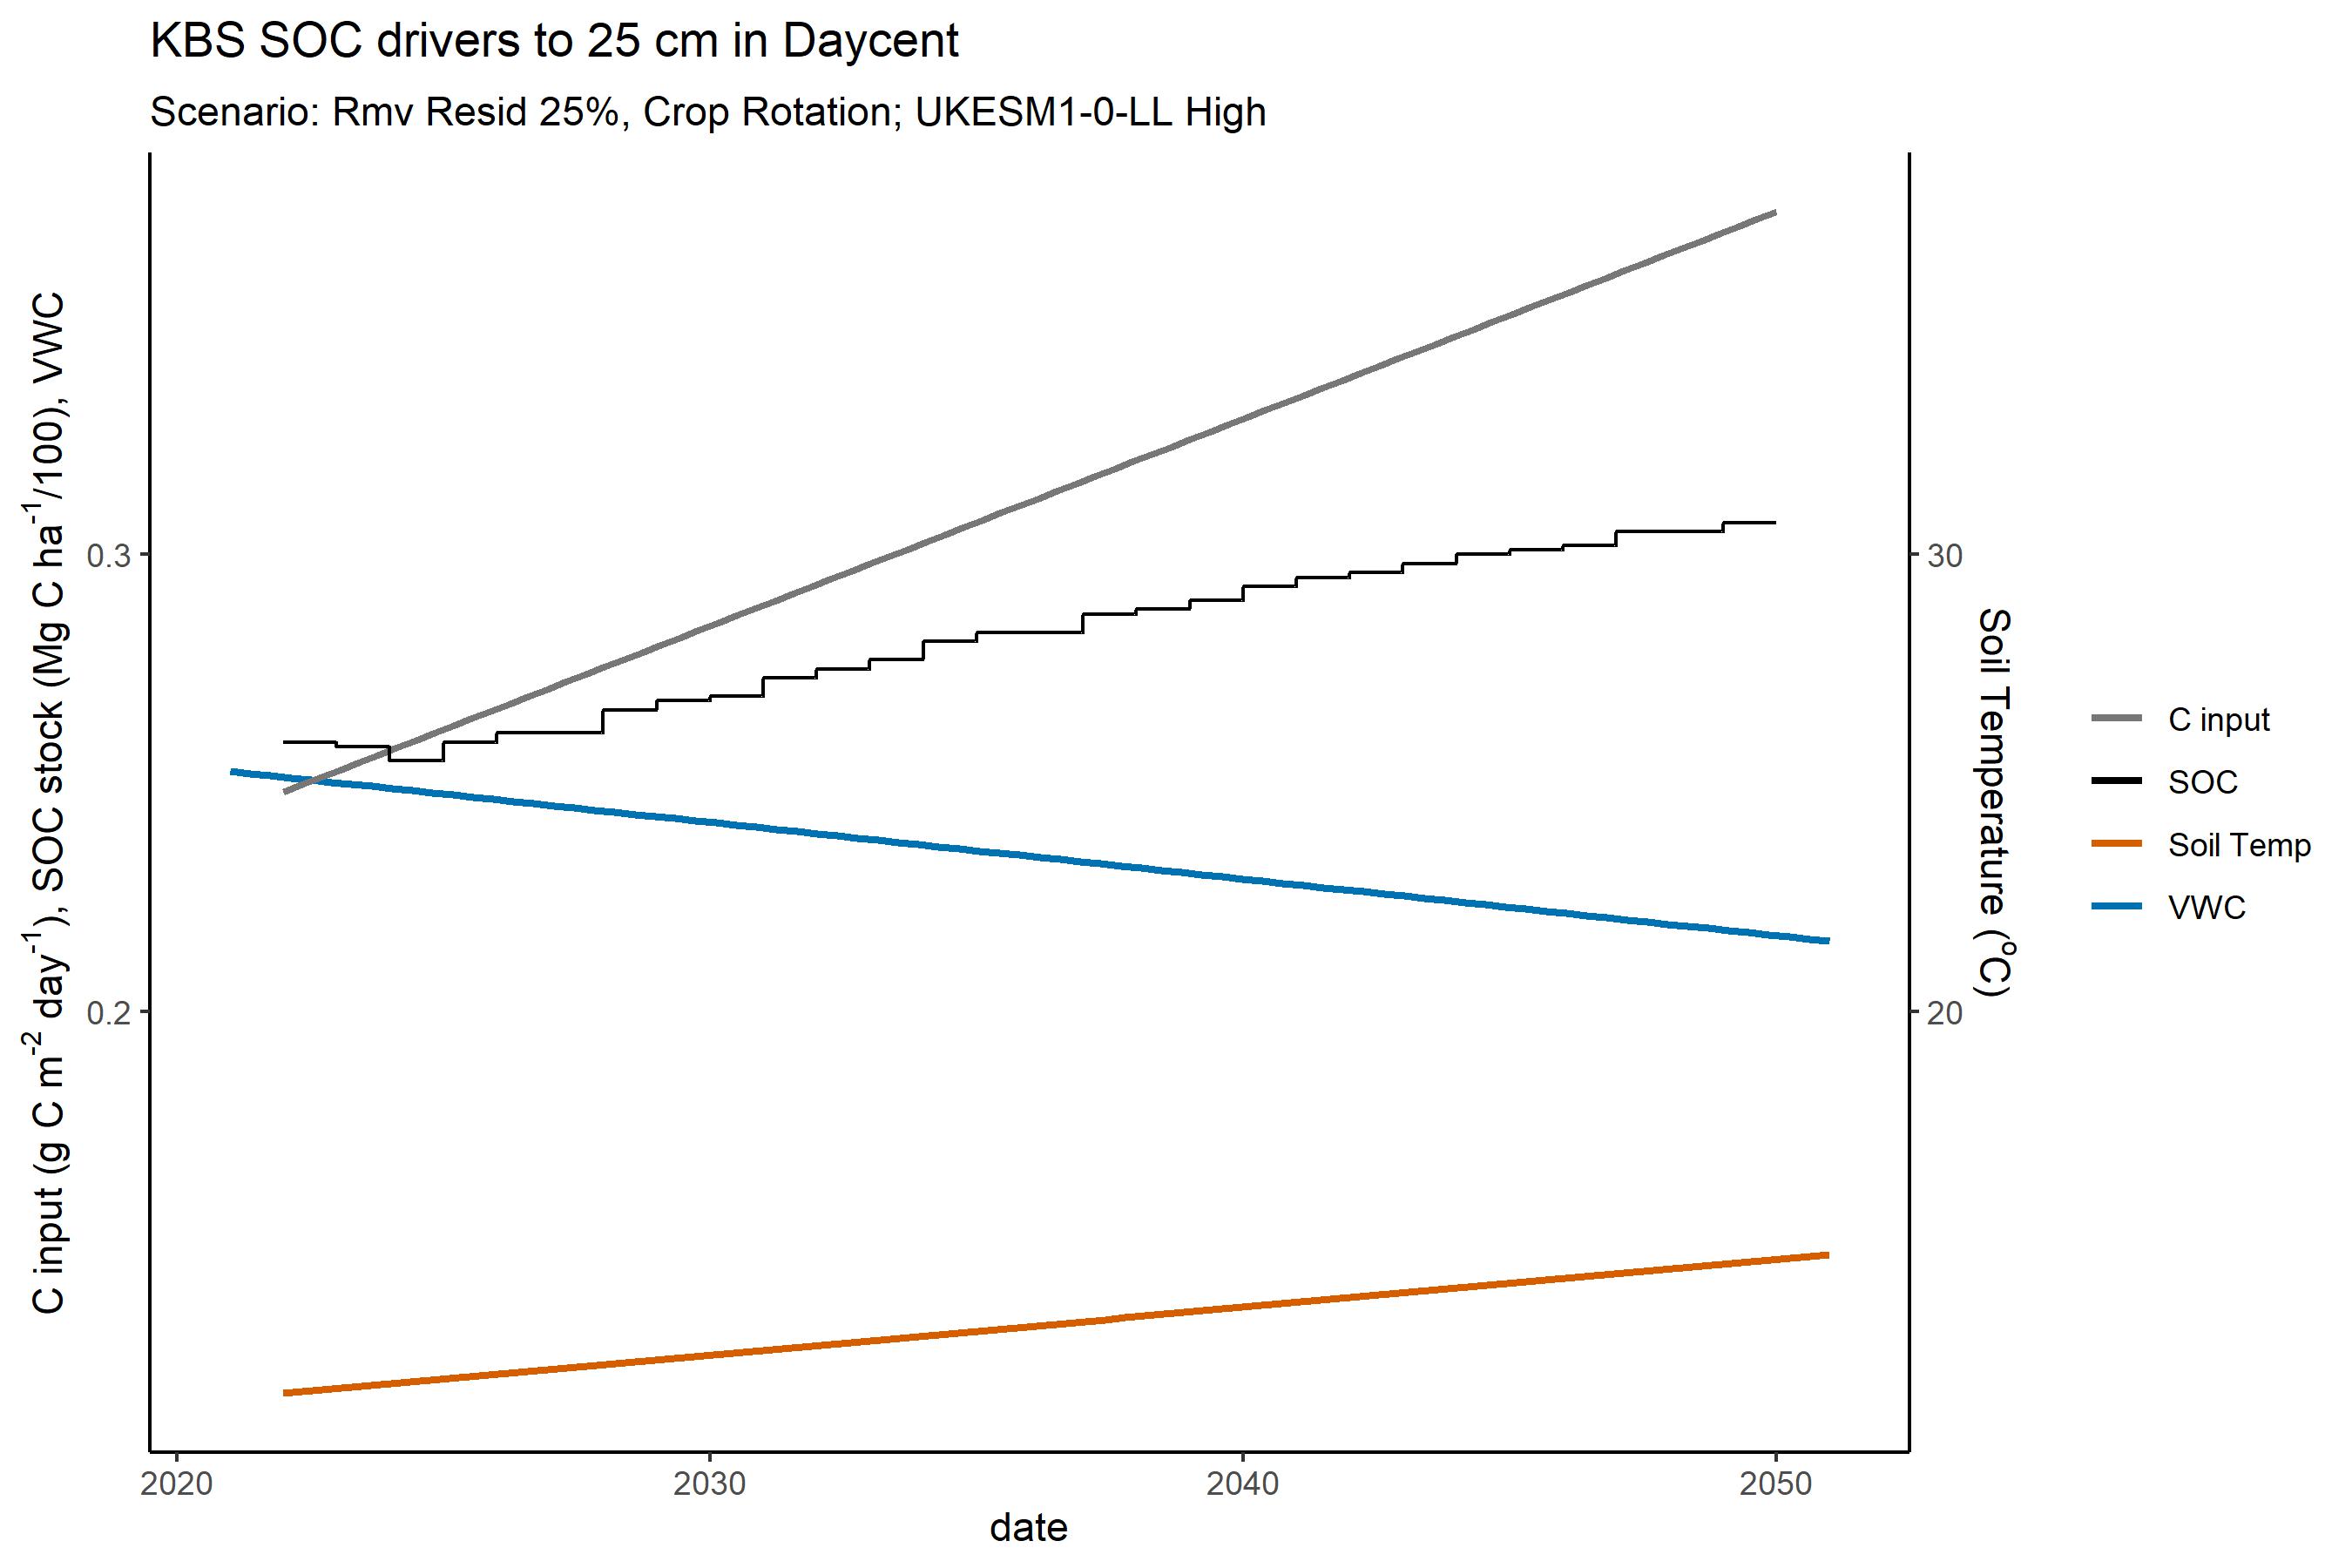 KBS SOC drivers to 25 cm in Daycent
Scenario: Rmv Resid 25%, Crop Rotation; UKESM1-0-LL High
C input (g C m-2 day-1), SOC stock (Mg C ha-1/100), VWC
0.3
0.2
30
20
Soil Temperature (oC)
C input
SOC
Soil Temp
VWC
2020 2030 2040 2050
date